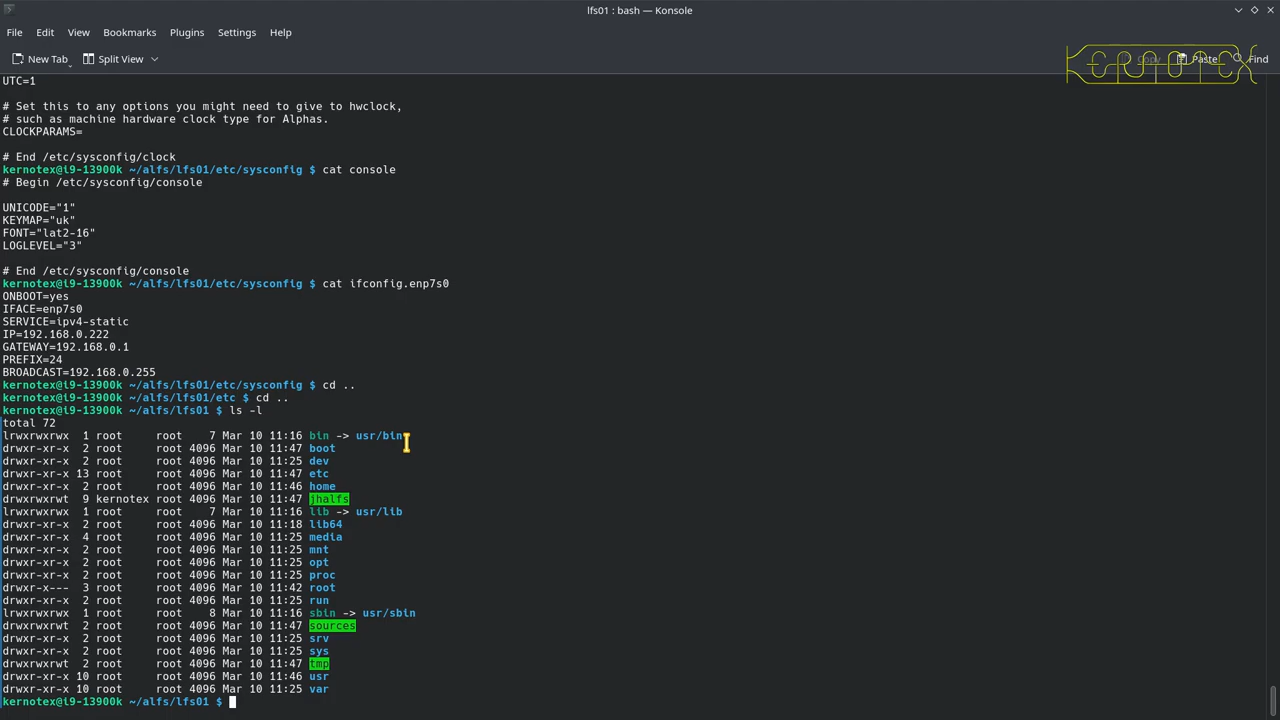 lfs01 : bash — Konsole
File Edit View Bookmarks Plugins Settings Help
New Tab Split View Copy Paste Find
KERNOTEX
UTC=1
# Set this to any options you might need to give to hwclock,
# such as machine hardware clock type for Alphas.
CLOCKPARAMS=
# End /etc/sysconfig/clock
kernotex@i9-13900k ~/alfs/lfs01/etc/sysconfig $ cat console
# Begin /etc/sysconfig/console
UNICODE="1"
KEYMAP="uk"
FONT="lat2-16"
LOGLEVEL="3"
# End /etc/sysconfig/console
kernotex@i9-13900k ~/alfs/lfs01/etc/sysconfig $ cat ifconfig.enp7s0
ONBOOT=yes
IFACE=enp7s0
SERVICE=ipv4-static
IP=192.168.0.222
GATEWAY=192.168.0.1
PREFIX=24
BROADCAST=192.168.0.255
kernotex@i9-13900k ~/alfs/lfs01/etc/sysconfig $ cd ..
kernotex@i9-13900k ~/alfs/lfs01/etc $ cd ..
kernotex@i9-13900k ~/alfs/lfs01 $ ls -l
total 72
lrwxrwxrwx  1 root     root    7 Mar 10 11:16 bin -> usr/bin
drwxr-xr-x  2 root     root 4096 Mar 10 11:47 boot
drwxr-xr-x  2 root     root 4096 Mar 10 11:25 dev
drwxr-xr-x 13 root     root 4096 Mar 10 11:47 etc
drwxr-xr-x  2 root     root 4096 Mar 10 11:46 home
drwxrwxrwt  9 kernotex root 4096 Mar 10 11:47 jhalfs
lrwxrwxrwx  1 root     root    7 Mar 10 11:16 lib -> usr/lib
drwxr-xr-x  2 root     root 4096 Mar 10 11:18 lib64
drwxr-xr-x  4 root     root 4096 Mar 10 11:25 media
drwxr-xr-x  2 root     root 4096 Mar 10 11:25 mnt
drwxr-xr-x  2 root     root 4096 Mar 10 11:25 opt
drwxr-xr-x  2 root     root 4096 Mar 10 11:25 proc
drwxr-x---  3 root     root 4096 Mar 10 11:42 root
drwxr-xr-x  2 root     root 4096 Mar 10 11:25 run
lrwxrwxrwx  1 root     root    8 Mar 10 11:16 sbin -> usr/sbin
drwxrwxrwt  2 root     root 4096 Mar 10 11:47 sources
drwxr-xr-x  2 root     root 4096 Mar 10 11:25 srv
drwxr-xr-x  2 root     root 4096 Mar 10 11:25 sys
drwxrwxrwt  2 root     root 4096 Mar 10 11:47 tmp
drwxr-xr-x 10 root     root 4096 Mar 10 11:46 usr
drwxr-xr-x 10 root     root 4096 Mar 10 11:25 var
kernotex@i9-13900k ~/alfs/lfs01 $